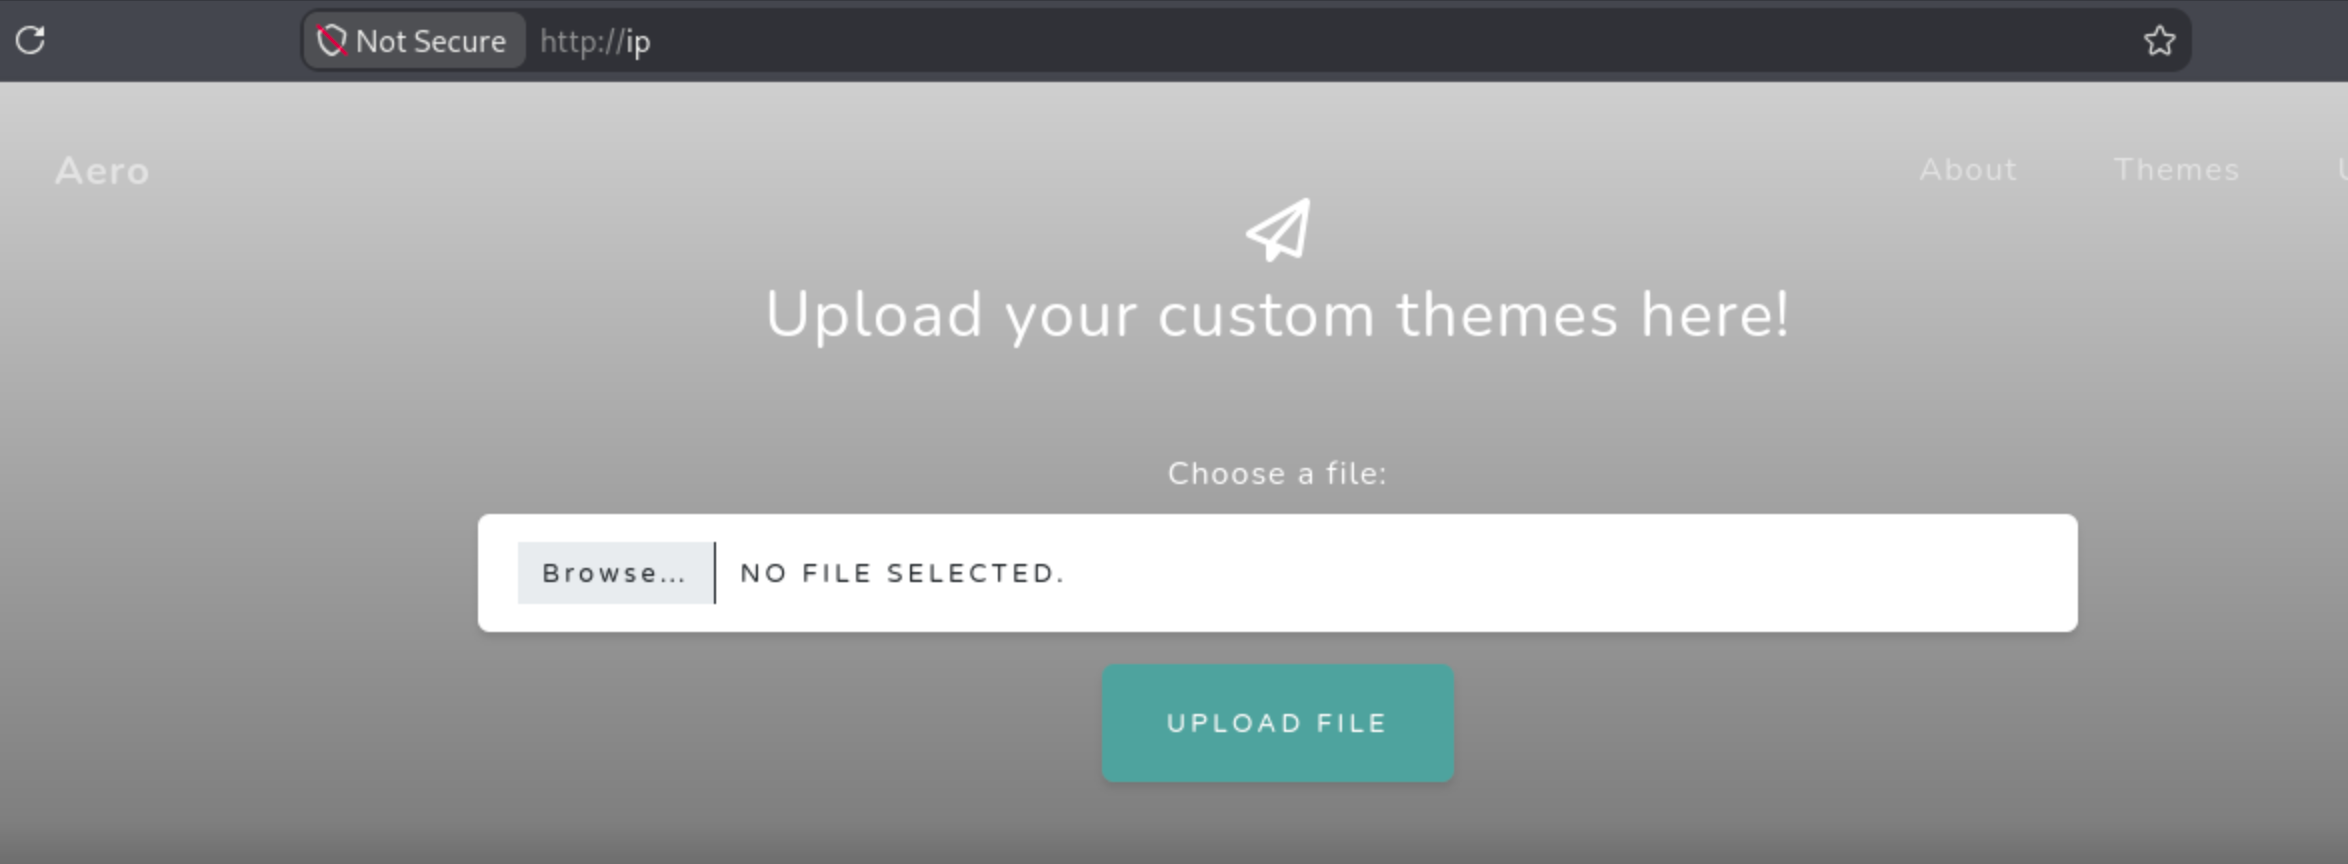 Not Secure http://ip
Aero About Themes
Upload your custom themes here!
Choose a file:
Browse... NO FILE SELECTED.
UPLOAD FILE